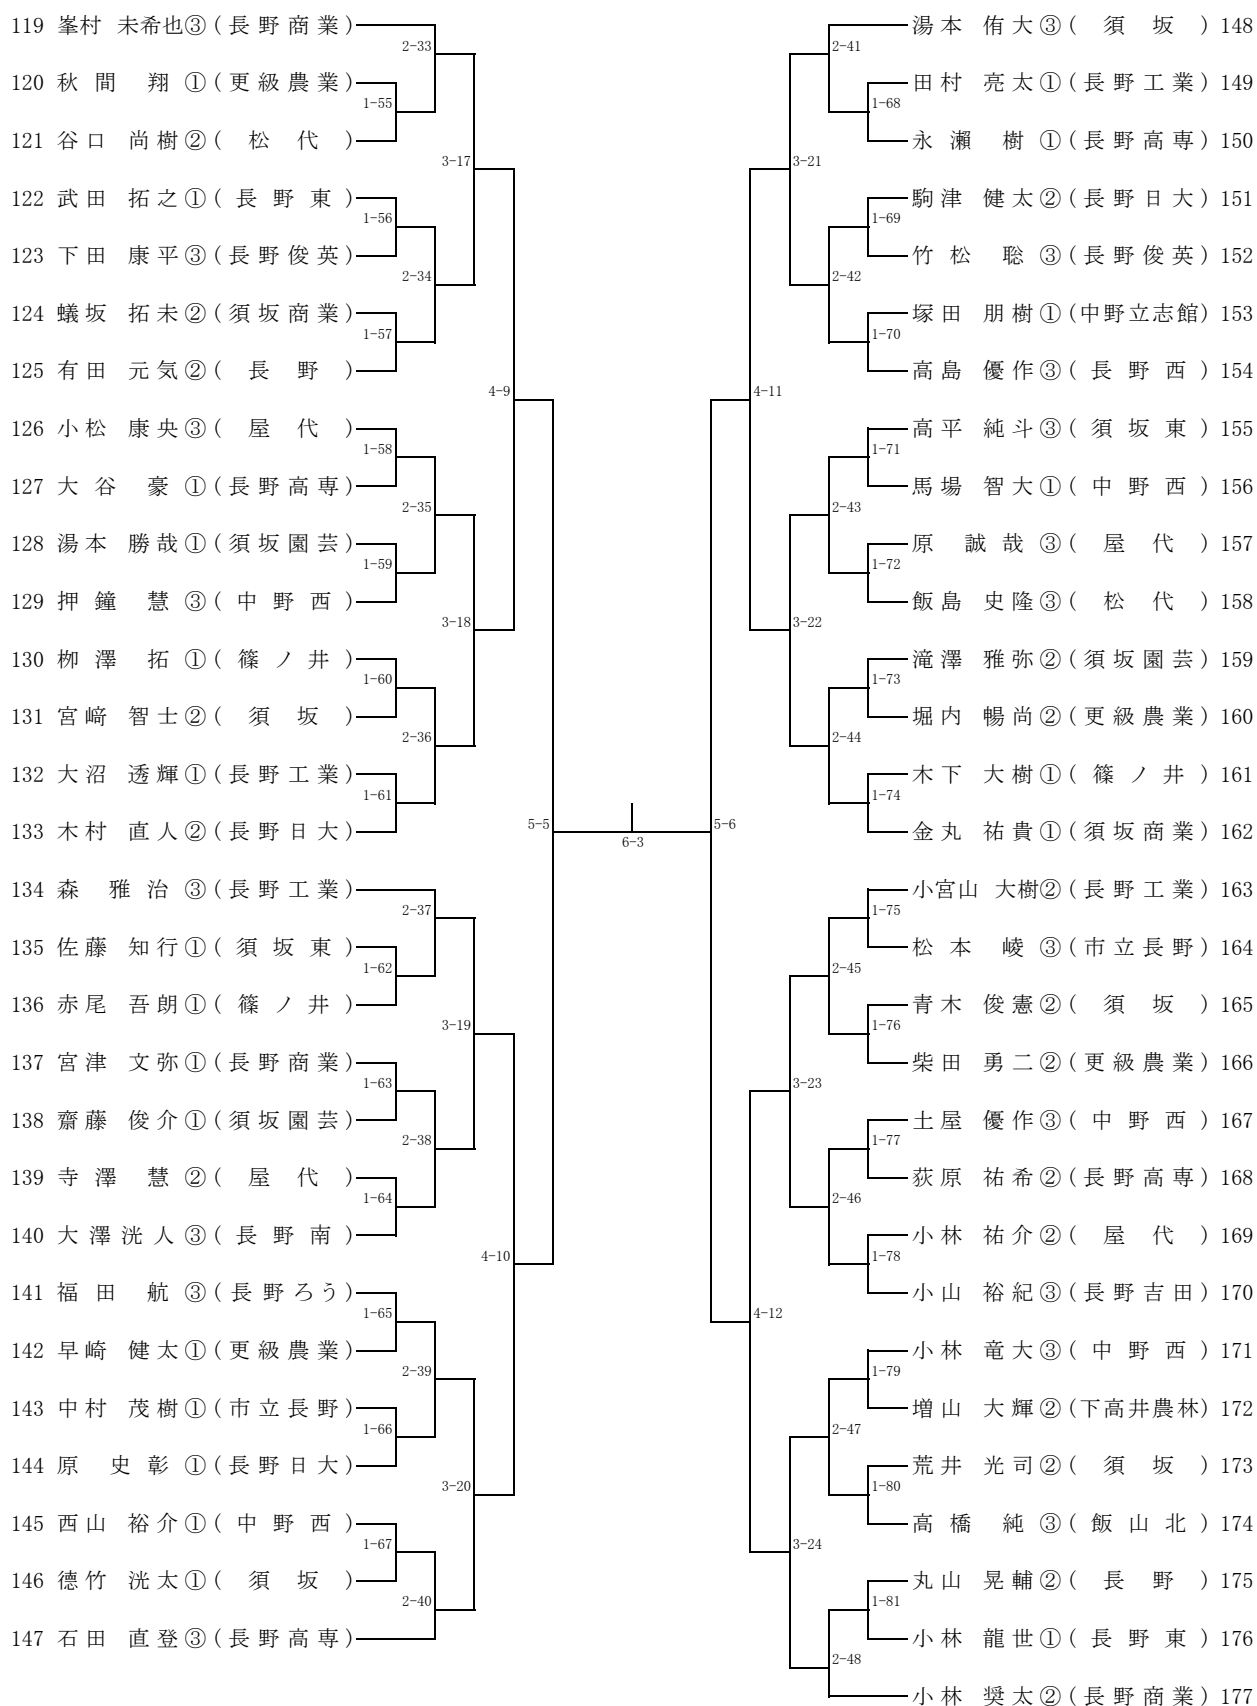 119 峯村 未希也③(長野商業)
120 秋間 翔①(更級農業)
121 谷口 尚樹②(松代)
122 武田 拓之①(長野東)
123 下田 康平③(長野俊英)
124 蟻坂 拓未②(須坂商業)
125 有田 元気②(長野)
126 小松 康央③(屋代)
127 大谷 豪①(長野高専)
128 湯本 勝哉①(須坂園芸)
129 押鐘 慧③(中野西)
130 栁澤 拓①(篠ノ井)
131 宮﨑 智士②(須坂)
132 大沼 透輝①(長野工業)
133 木村 直人②(長野日大)
134 森 雅治③(長野工業)
135 佐藤 知行①(須坂東)
136 赤尾 吾朗①(篠ノ井)
137 宮津 文弥①(長野商業)
138 齋藤 俊介①(須坂園芸)
139 寺澤 慧②(屋代)
140 大澤洸人③(長野南)
141 福田 航③(長野ろう)
142 早崎 健太①(更級農業)
143 中村 茂樹①(市立長野)
144 原 史彰①(長野日大)
145 西山 裕介①(中野西)
146 德竹 洸太①(須坂)
147 石田 直登③(長野高専)
2-33
1-55
3-17
1-56
2-34
1-57
4-9
1-58
2-35
1-59
3-18
1-60
2-36
1-61
5-5
2-37
1-62
3-19
1-63
2-38
1-64
4-10
1-65
2-39
1-66
3-20
1-67
2-40
6-3
2-41
1-68
3-21
1-69
2-42
1-70
4-11
1-71
2-43
1-72
3-22
1-73
2-44
1-74
5-6
1-75
2-45
1-76
3-23
1-77
2-46
1-78
4-12
1-79
2-47
1-80
3-24
1-81
2-48
湯本 侑大③(須坂)148
田村 亮太①(長野工業)149
永瀬 樹①(長野高専)150
駒津 健太②(長野日大)151
竹松 聡③(長野俊英)152
塚田 朋樹①(中野立志館)153
高島 優作③(長野西)154
高平 純斗③(須坂東)155
馬場 智大①(中野西)156
原 誠哉③(屋代)157
飯島 史隆③(松代)158
滝澤 雅弥②(須坂園芸)159
堀内 暢尚②(更級農業)160
木下 大樹①(篠ノ井)161
金丸 祐貴①(須坂商業)162
小宮山 大樹②(長野工業)163
松本 崚③(市立長野)164
青木 俊憲②(須坂)165
柴田 勇二②(更級農業)166
土屋 優作③(中野西)167
荻原 祐希②(長野高専)168
小林 祐介②(屋代)169
小山 裕紀③(長野吉田)170
小林 竜大③(中野西)171
増山 大輝②(下高井農林)172
荒井 光司②(須坂)173
高橋 純③(飯山北)174
丸山 晃輔②(長野)175
小林 龍世①(長野東)176
小林 奨太②(長野商業)177